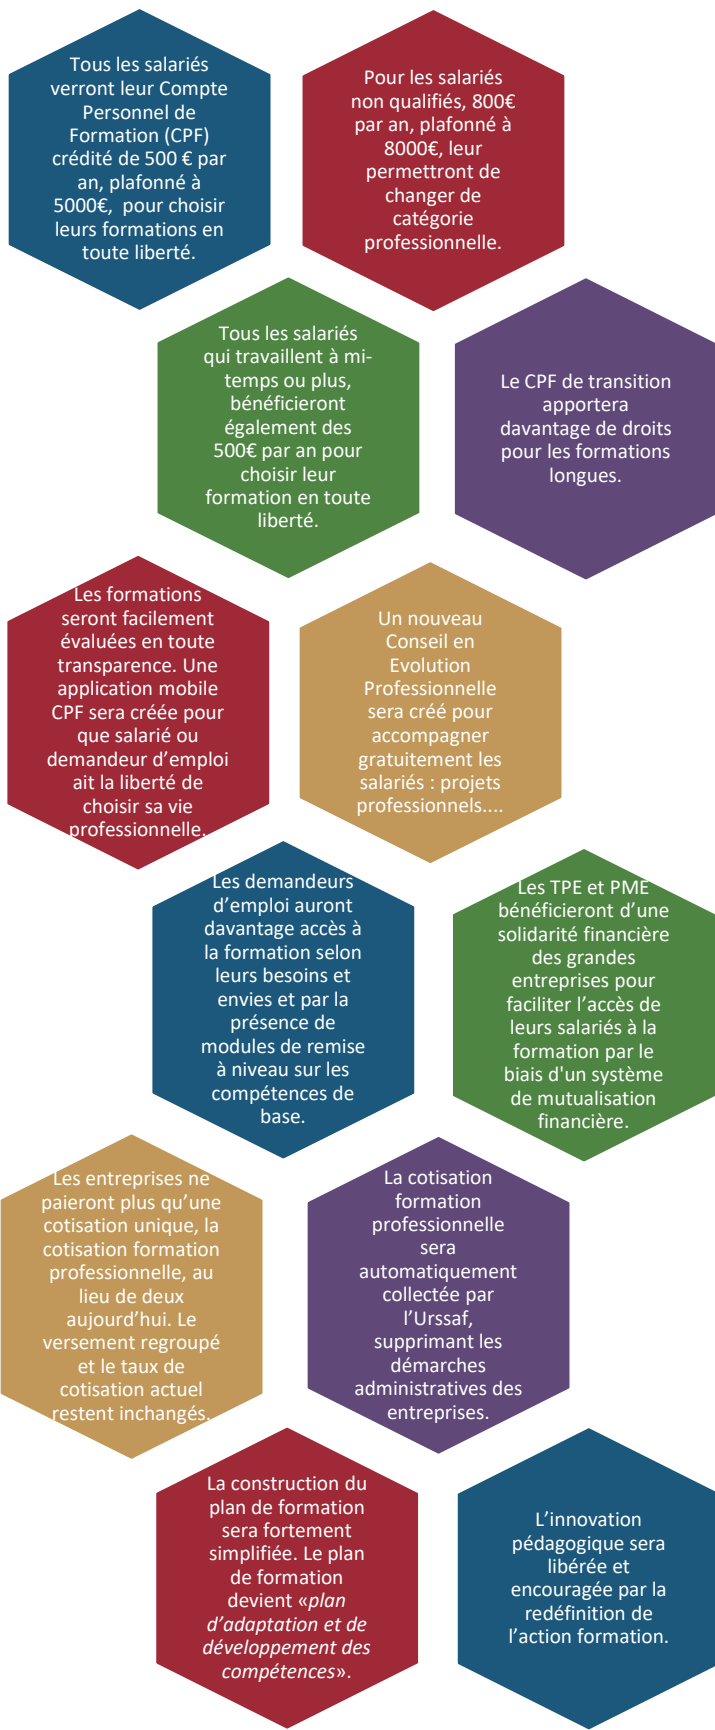 Tous les salariés
verront leur Compte
Personnel de
Formation (CPF)
crédité de 500 € par
an, plafonné à
5000€, pour choisir
leurs formations en
toute liberté.
Pour les salariés
non qualifiés, 800€
par an, plafonné à
8000€, leur
permettront de
changer de
catégorie
professionnelle.
Tous les salariés
qui travaillent à mi-
temps ou plus,
bénéficieront
également des
500€ par an pour
choisir leur
formation en toute
liberté.
Le CPF de transition
apportera
davantage de droits
pour les formations
longues.
Les formations
seront facilement
évaluées en toute
transparence. Une
application mobile
CPF sera créée pour
que salarié ou
demandeur d’emploi
ait la liberté de
choisir sa vie
professionnelle.
Un nouveau
Conseil en
Evolution
Professionnelle
sera créé pour
accompagner
gratuitement les
salariés : projets
professionnels....
Les demandeurs
d’emploi auront
davantage accès à
la formation selon
leurs besoins et
envies et par la
présence de
modules de remise
à niveau sur les
compétences de
base.
Les TPE et PME
bénéficieront d’une
solidarité financière
des grandes
entreprises pour
faciliter l’accès de
leurs salariés à la
formation par le
biais d'un système
de mutualisation
financière.
Les entreprises ne
paieront plus qu’une
cotisation unique, la
cotisation formation
professionnelle, au
lieu de deux
aujourd’hui. Le
versement regroupé
et le taux de
cotisation actuel
restent inchangés.
La cotisation
formation
professionnelle
sera
automatiquement
collectée par
l’Urssaf,
supprimant les
démarches
administratives des
entreprises.
La construction du
plan de formation
sera fortement
simplifiée. Le plan
de formation
devient «plan
d’adaptation et de
développement des
compétences».
L’innovation
pédagogique sera
libérée et
encouragée par la
redéfinition de
l’action formation.